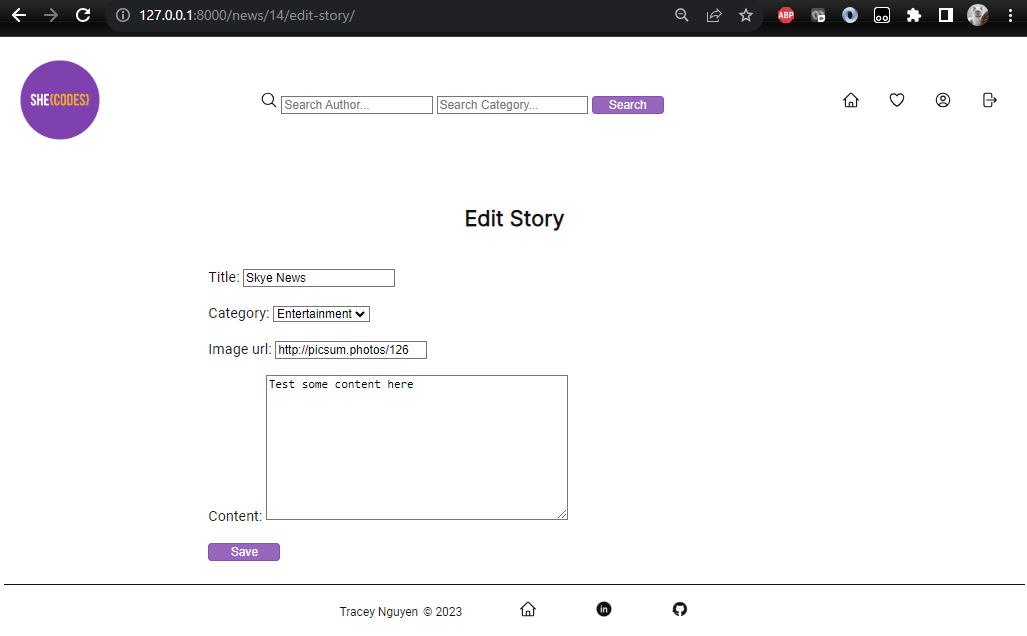 127.0.0.1:8000/news/14/edit-story/
ABP
SHE{CODES}
Search Author... Search Category... Search
Edit Story
Title: Skye News
Category: Entertainment
Image url: http://picsum.photos/126
Test some content here
Content:
Save
Tracey Nguyen © 2023
in